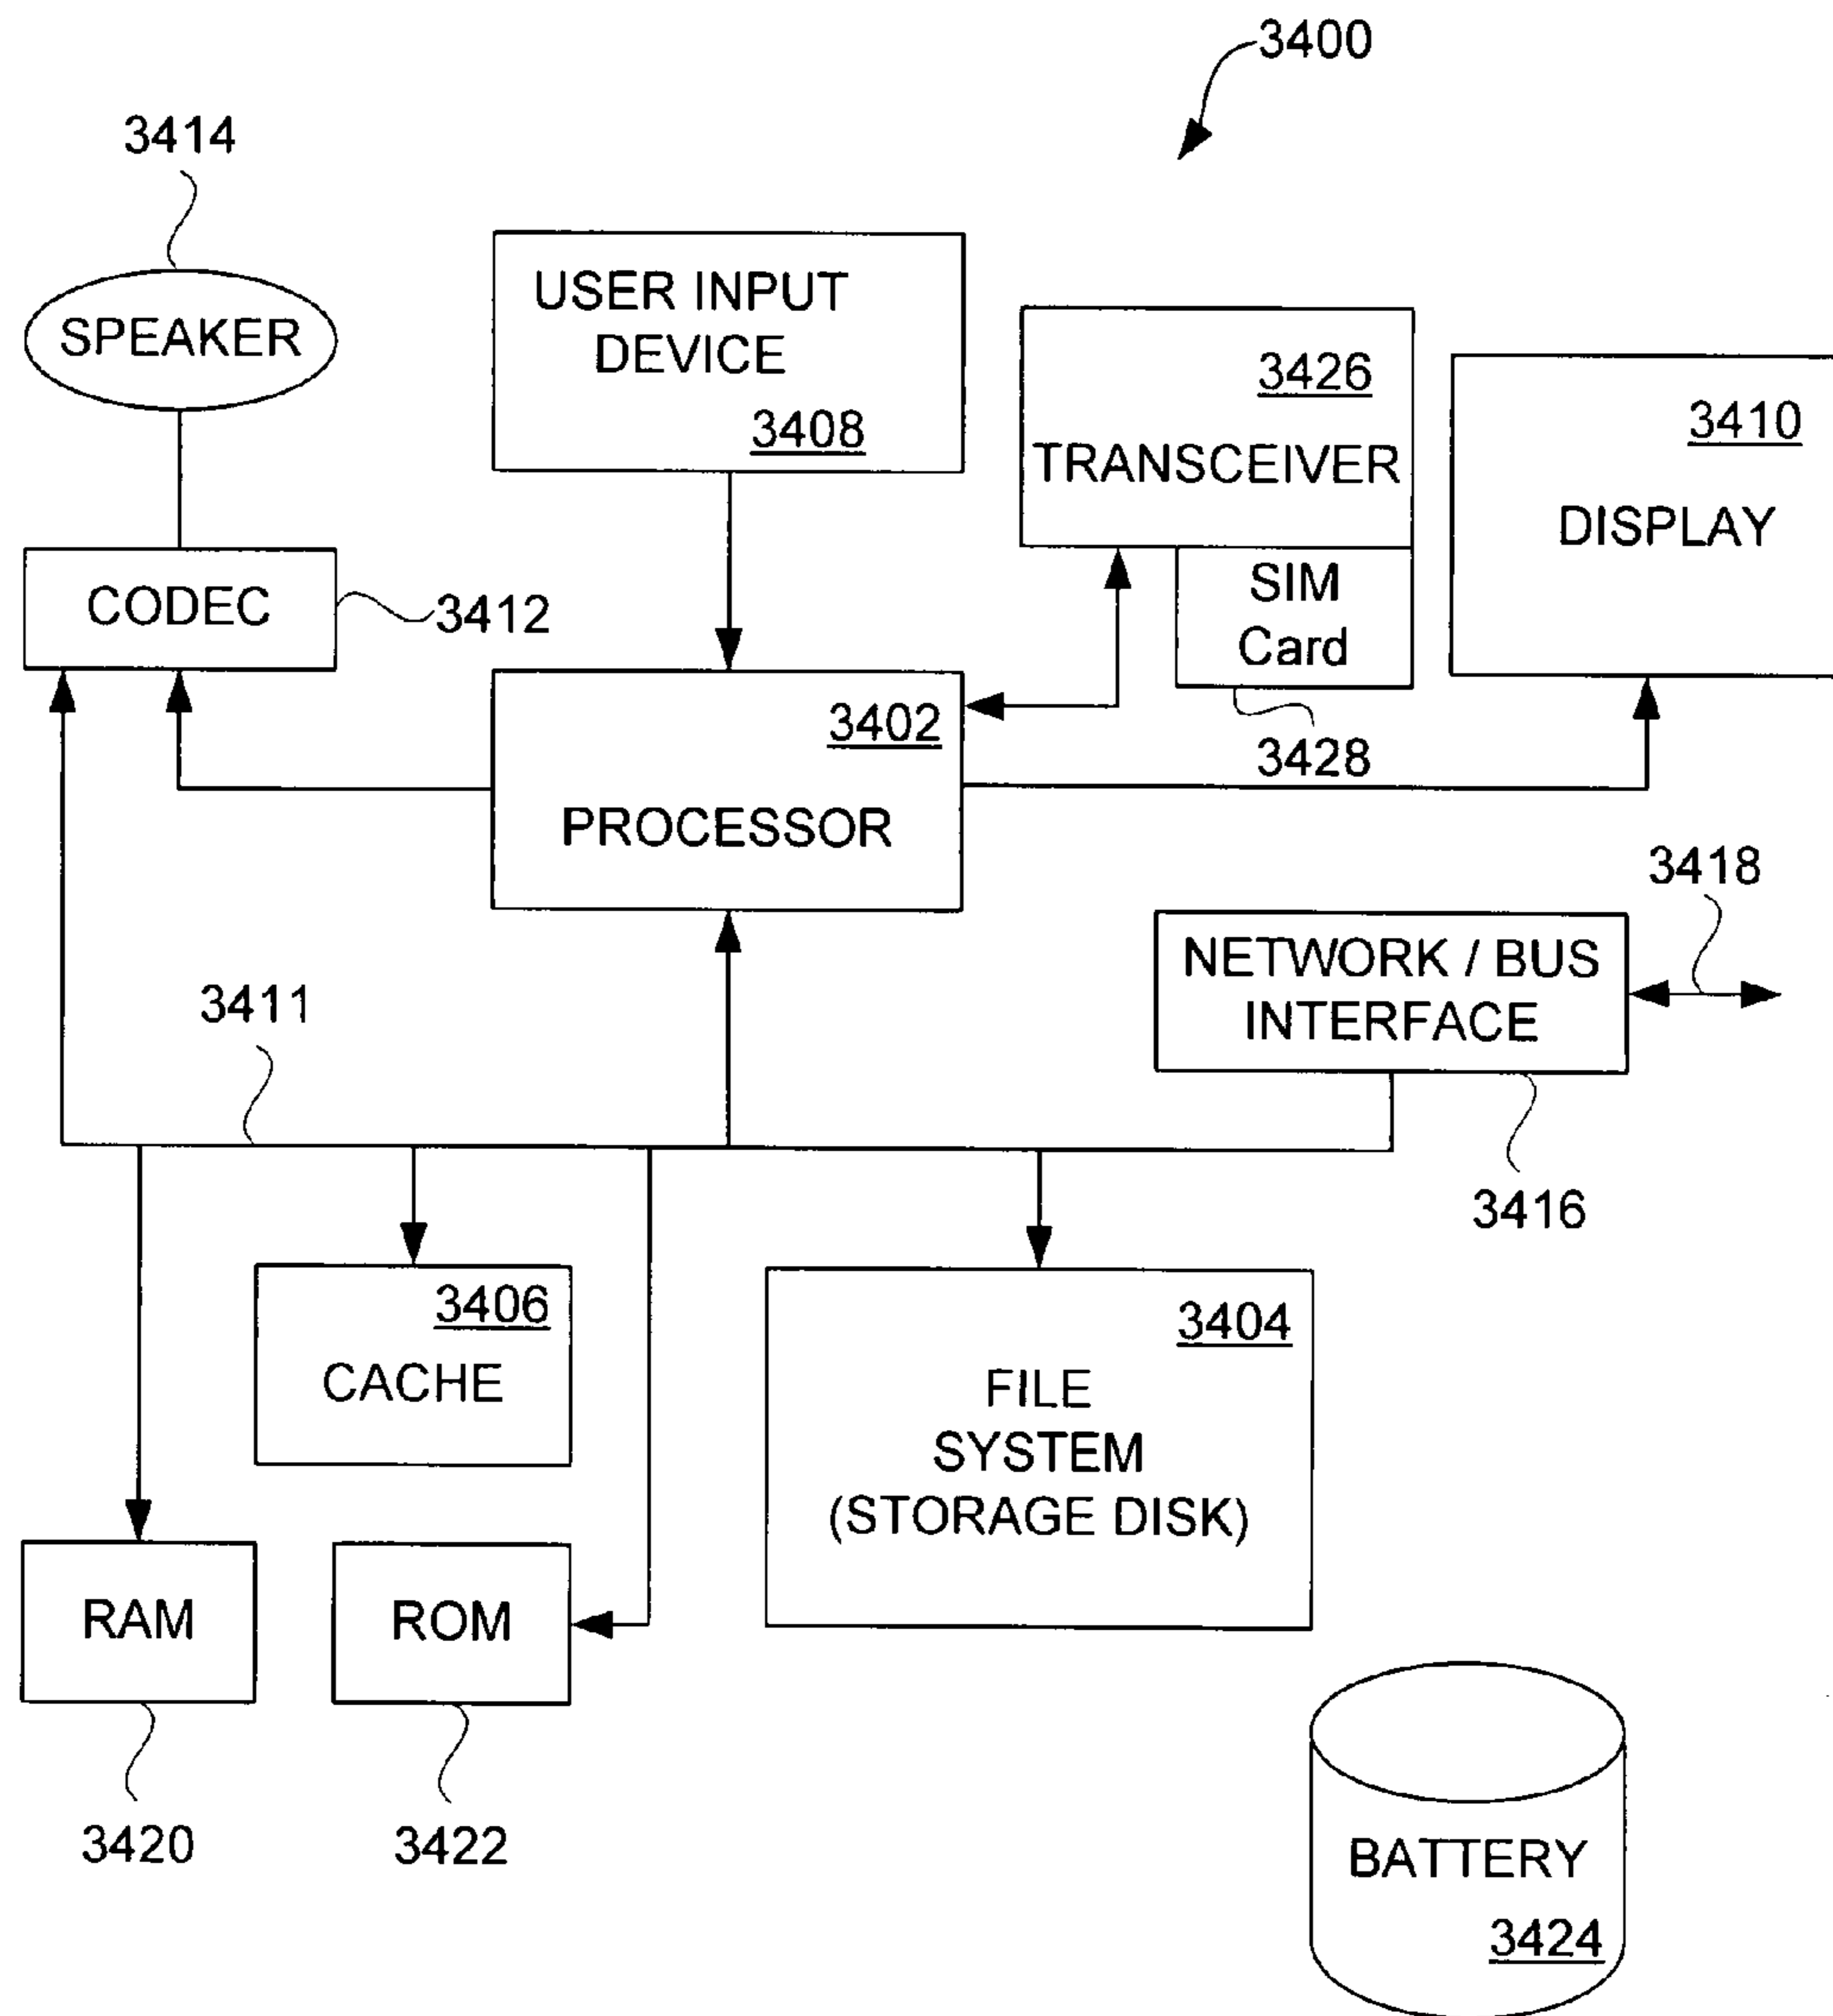 3400
3414
SPEAKER
USER INPUT
DEVICE
3408
3426
TRANSCEIVER
3410
DISPLAY
CODEC
3412
SIM
Card
3428
3402
PROCESSOR
3418
NETWORK / BUS
INTERFACE
3411
3416
3406
CACHE
3404
FILE
SYSTEM
(STORAGE DISK)
RAM
ROM
3420
3422
BATTERY
3424